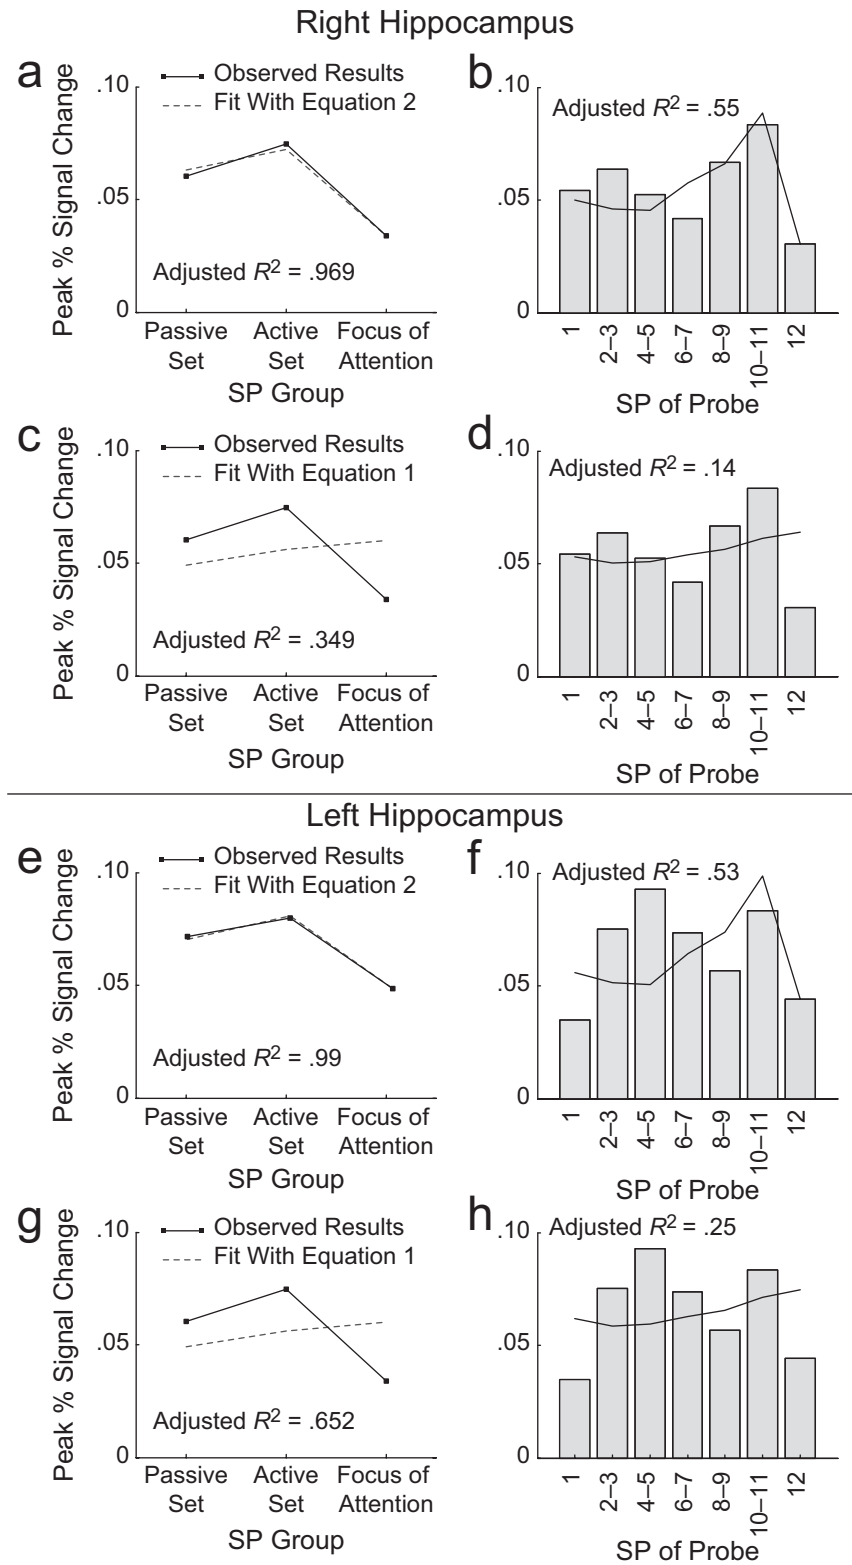 Right Hippocampus
a
Peak % Signal Change
.10
.05
0
Observed Results
Fit With Equation 2
Adjusted R² = .969
Passive Set
Active Set
Focus of Attention
SP Group
b
.10
.05
0
Adjusted R² = .55
1
2–3
4–5
6–7
8–9
10–11
12
SP of Probe
c
Peak % Signal Change
.10
.05
0
Observed Results
Fit With Equation 1
Adjusted R² = .349
Passive Set
Active Set
Focus of Attention
SP Group
d
.10
.05
0
Adjusted R² = .14
1
2–3
4–5
6–7
8–9
10–11
12
SP of Probe
Left Hippocampus
e
Peak % Signal Change
.10
.05
0
Observed Results
Fit With Equation 2
Adjusted R² = .99
Passive Set
Active Set
Focus of Attention
SP Group
f
.10
.05
0
Adjusted R² = .53
1
2–3
4–5
6–7
8–9
10–11
12
SP of Probe
g
Peak % Signal Change
.10
.05
0
Observed Results
Fit With Equation 1
Adjusted R² = .652
Passive Set
Active Set
Focus of Attention
SP Group
h
.10
.05
0
Adjusted R² = .25
1
2–3
4–5
6–7
8–9
10–11
12
SP of Probe